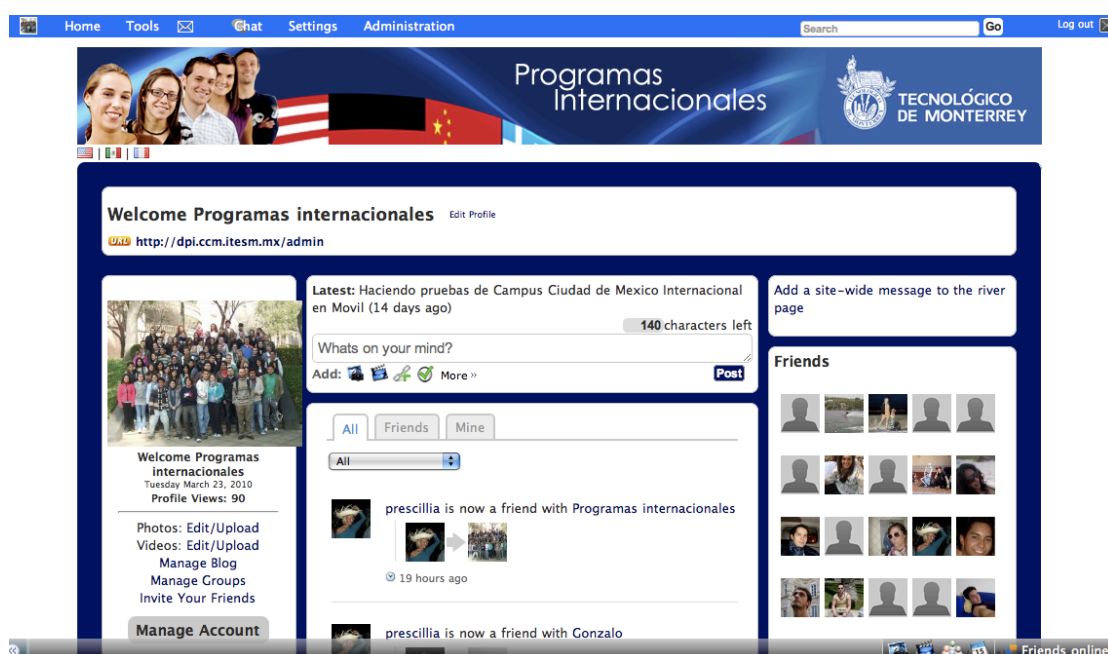 Home Tools Chat Settings Administration Search Go Log out
Programas
Internacionales
TECNOLÓGICO
DE MONTERREY
Welcome Programas internacionales Edit Profile
URL http://dpi.ccm.itesm.mx/admin
Welcome Programas
internacionales
Tuesday March 23, 2010
Profile Views: 90
Photos: Edit/Upload
Videos: Edit/Upload
Manage Blog
Manage Groups
Invite Your Friends
Manage Account
Latest: Haciendo pruebas de Campus Ciudad de Mexico Internacional
en Movil (14 days ago)
140 characters left
Whats on your mind?
Add: More »
Post
All Friends Mine
All
prescillia is now a friend with Programas internacionales
19 hours ago
prescillia is now a friend with Gonzalo
Add a site-wide message to the river
page
Friends
Friends online